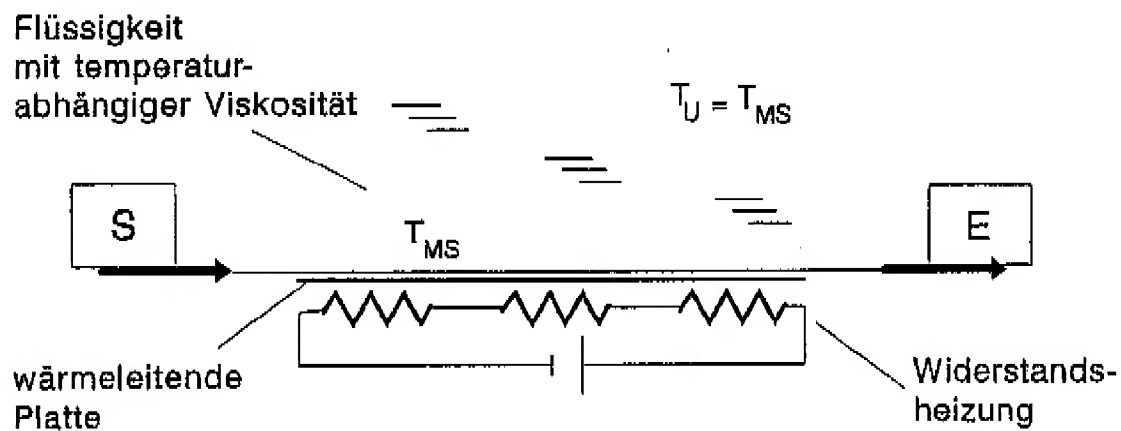 Flüssigkeit
mit temperatur-
abhängiger Viskosität
T_U = T_MS
S
E
T_MS
wärmeleitende
Platte
Widerstands-
heizung